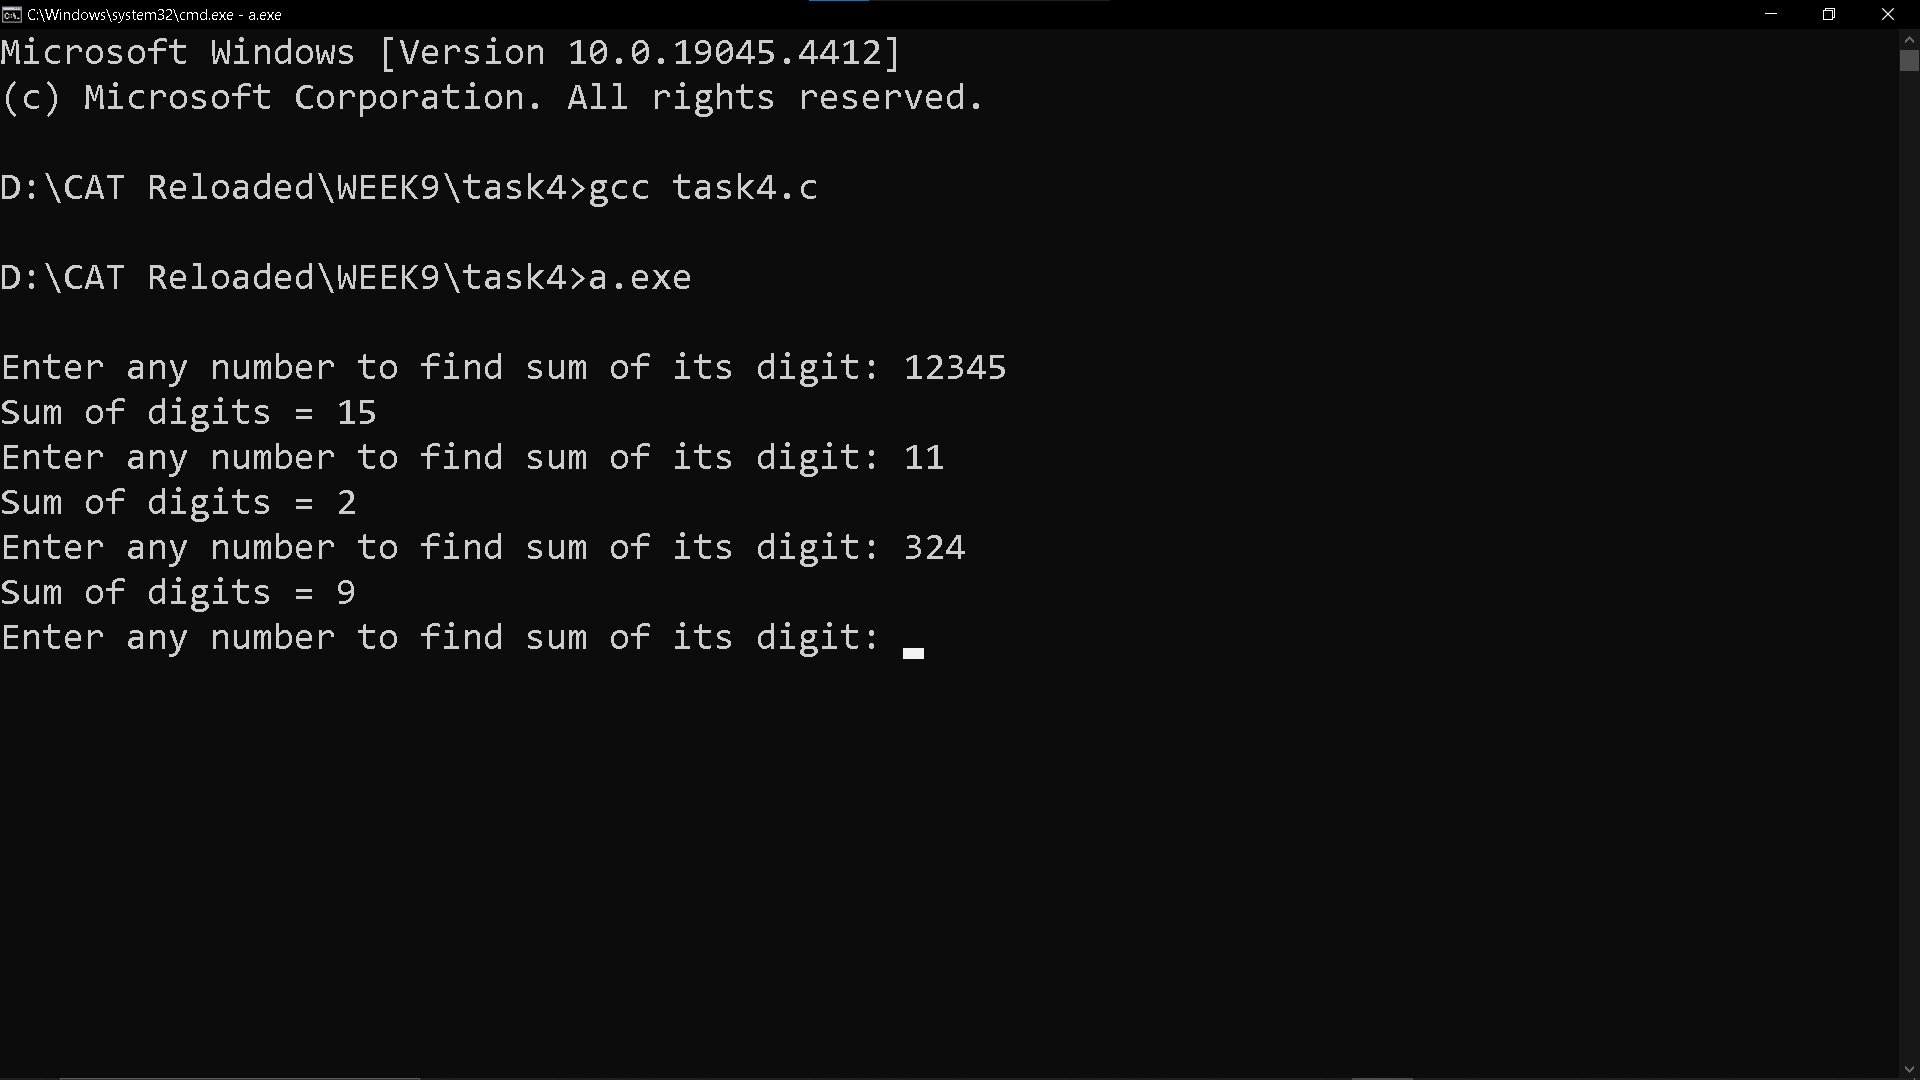 C:\Windows\system32\cmd.exe - a.exe
Microsoft Windows [Version 10.0.19045.4412]
(c) Microsoft Corporation. All rights reserved.
D:\CAT Reloaded\WEEK9\task4>gcc task4.c
D:\CAT Reloaded\WEEK9\task4>a.exe
Enter any number to find sum of its digit: 12345
Sum of digits = 15
Enter any number to find sum of its digit: 11
Sum of digits = 2
Enter any number to find sum of its digit: 324
Sum of digits = 9
Enter any number to find sum of its digit: